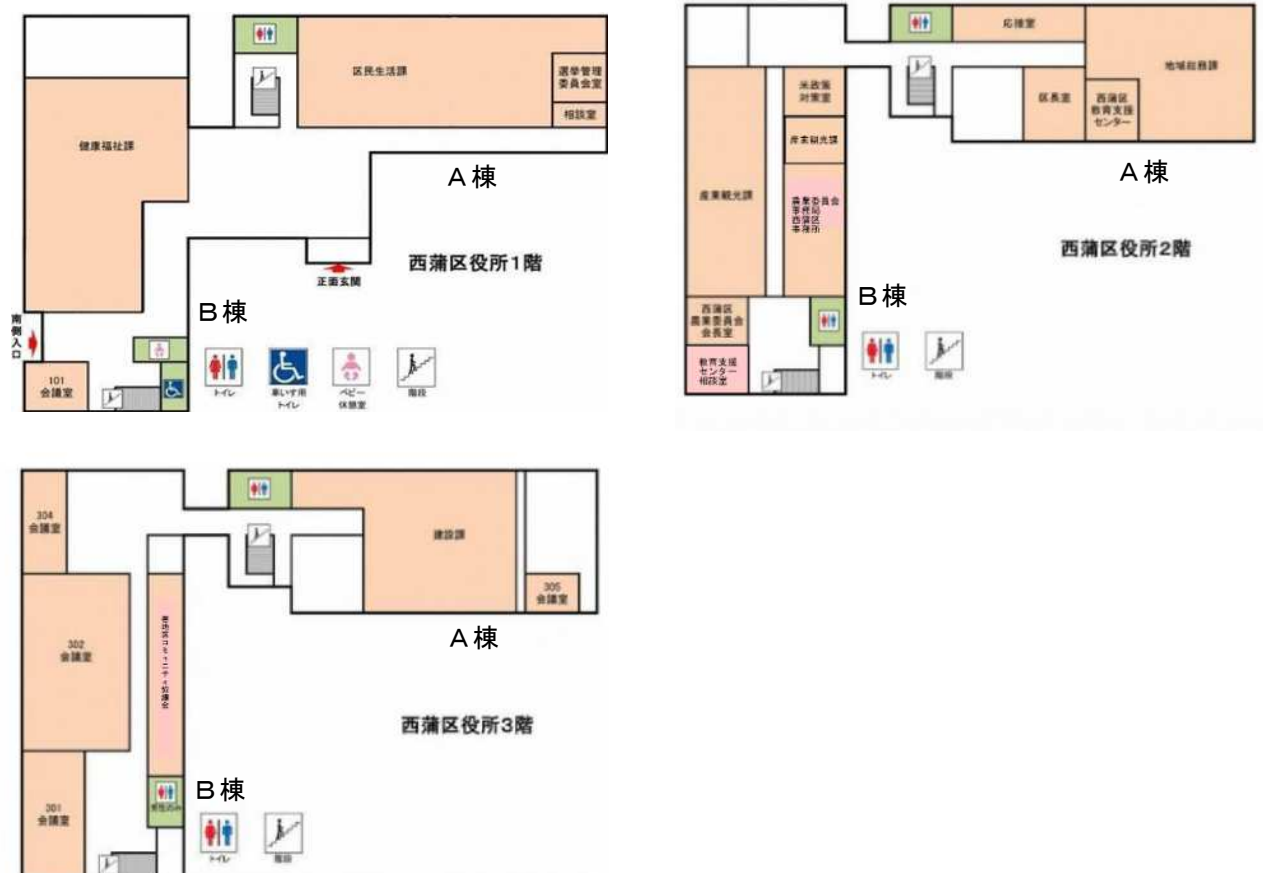 区民生活課
選挙管理
委員会室
相談室
健康福祉課
A棟
西蒲区役所1階
正面玄関
B棟
南側入口
101
会議室
トイレ
車いす用
トイレ
ベビー
休憩室
階段
応接室
地域総務課
米政策
対策室
区長室
西蒲区
教育支援
センター
産業観光課
A棟
産業観光課
農業委員会
事務局
西蒲区
事務所
西蒲区役所2階
B棟
西蒲区
農業委員会
会長室
教育支援
センター
相談室
トイレ
階段
304
会議室
建設課
305
会議室
A棟
302
会議室
西蒲区役所3階
B棟
301
会議室
トイレ
階段